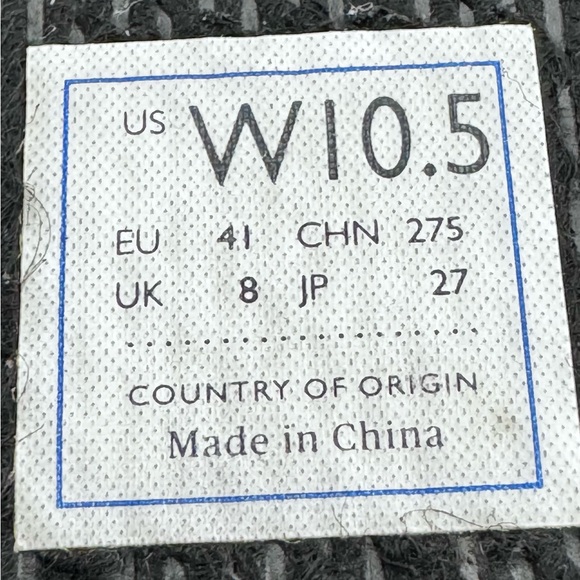 US W10.5
EU 41 CHN 275
UK 8 JP 27
COUNTRY OF ORIGIN
Made in China